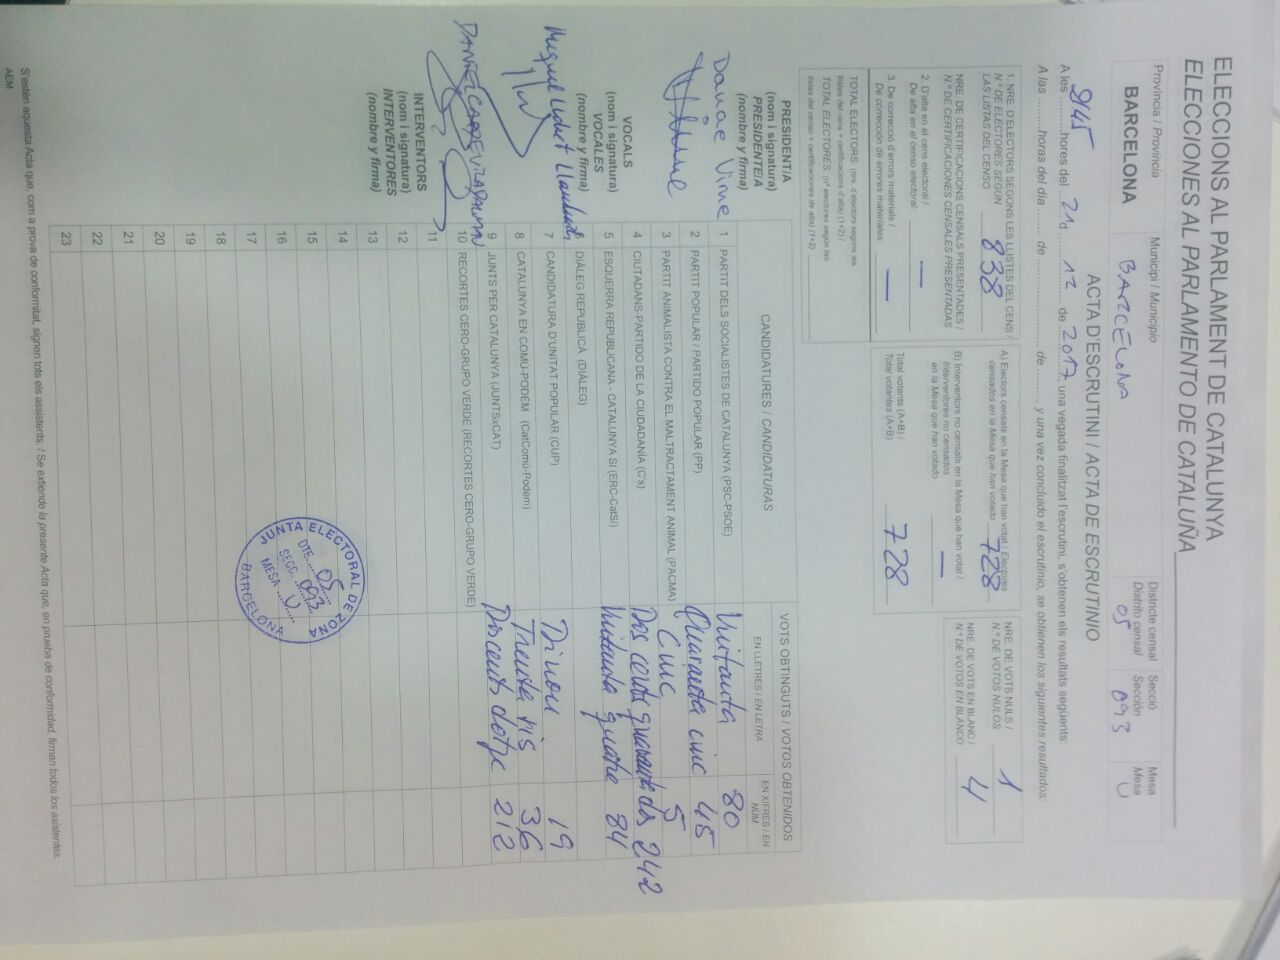 ELECCIONS AL PARLAMENT DE CATALUNYA
ELECCIONES AL PARLAMENTO DE CATALUÑA
Província / Provincia
BARCELONA
Municipi / Municipio
BARCELONA
Districte censal
Distrito censal
05
Secció
Sección
093
Mesa
Mesa
U
ACTA D'ESCRUTINI / ACTA DE ESCRUTINIO
A les 21'45 hores del 21 d 12 de 2017, una vegada finalitzat l'escrutini, s'obtenen els resultats següents:
A las horas del día de de y una vez concluido el escrutinio, se obtienen los siguientes resultados:
1. NRE D'ELECTORS SEGONS LES LLISTES DEL CENS /
Nº DE ELECTORES SEGÚN
LAS LISTAS DEL CENSO 838
NRE. DE CERTIFICACIONS CENSALS PRESENTADES /
Nº DE CERTIFICACIONES CENSALES PRESENTADAS
2. D'alta en el cens electoral /
De alta en el censo electoral: —
3. De correcció d'errors materials /
De corrección de errores materiales: —
TOTAL ELECTORS: (nre. d'electors segons les
llistes del cens + certificacions d'alta) (1+2) /
TOTAL ELECTORES: (nº electores según las
listas del censo + certificaciones de alta) (1+2)
A) Electors censats en la Mesa que han votat / Electores
censados en la Mesa que han votado 728
B) Interventors no censats en la Mesa que han votat /
Interventores no censados
en la Mesa que han votado —
Total votants (A+B) /
Total votantes (A+B) 728
NRE. DE VOTS NULS /
Nº DE VOTOS NULOS 1
NRE. DE VOTS EN BLANC /
Nº DE VOTOS EN BLANCO 4
CANDIDATURES / CANDIDATURAS
VOTS OBTINGUTS / VOTOS OBTENIDOS
EN LLETRES / EN LETRA
EN XIFRES / EN NÚM
1 PARTIT DELS SOCIALISTES DE CATALUNYA (PSC-PSOE) Vuitanta 80
2 PARTIT POPULAR / PARTIDO POPULAR (PP) Quaranta cinc 45
3 PARTIT ANIMALISTA CONTRA EL MALTRACTAMENT ANIMAL (PACMA) Cinc 5
4 CIUTADANS-PARTIDO DE LA CIUDADANÍA (C's) Dos cents quaranta dos 242
5 ESQUERRA REPUBLICANA - CATALUNYA SÍ (ERC-CatSí) Vuitanta quatre 84
6 DIÀLEG REPUBLICÀ (DIÀLEG)
7 CANDIDATURA D'UNITAT POPULAR (CUP) Dinou 19
8 CATALUNYA EN COMÚ-PODEM (CatComú-Podem) Trenta sis 36
9 JUNTS PER CATALUNYA (JUNTSxCAT) Doscents dotze 212
10 RECORTES CERO-GRUPO VERDE (RECORTES CERO-GRUPO VERDE)
11
12
13
14
15
16
17
18
19
20
21
22
23
PRESIDENT/A
(nom i signatura)
PRESIDENTE/A
(nombre y firma)
VOCALS
(nom i signatura)
VOCALES
(nombre y firma)
Miquel
INTERVENTORS
(nom i signatura)
INTERVENTORES
(nombre y firma)
JUNTA ELECTORAL DE ZONA
DTE. 05
SECC. 093
MESA U
BARCELONA
S'estén aquesta Acta que, com a prova de conformitat, signen tots els assistents. / Se extiende la presente Acta que, en prueba de conformidad, firman todos los asistentes.
AEM